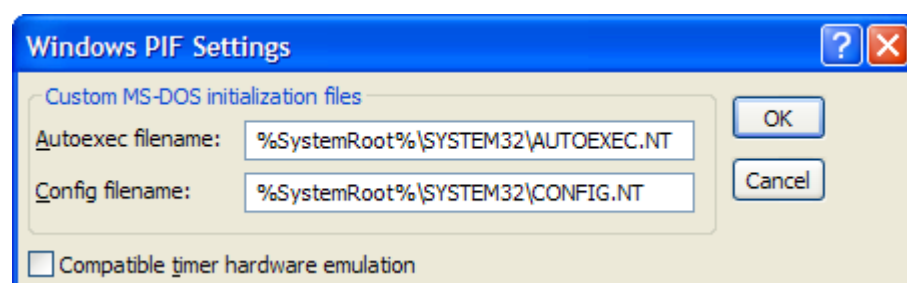 Windows PIF Settings
Custom MS-DOS initialization files
Autoexec filename: %SystemRoot%\SYSTEM32\AUTOEXEC.NT
OK
Config filename: %SystemRoot%\SYSTEM32\CONFIG.NT
Cancel
Compatible timer hardware emulation